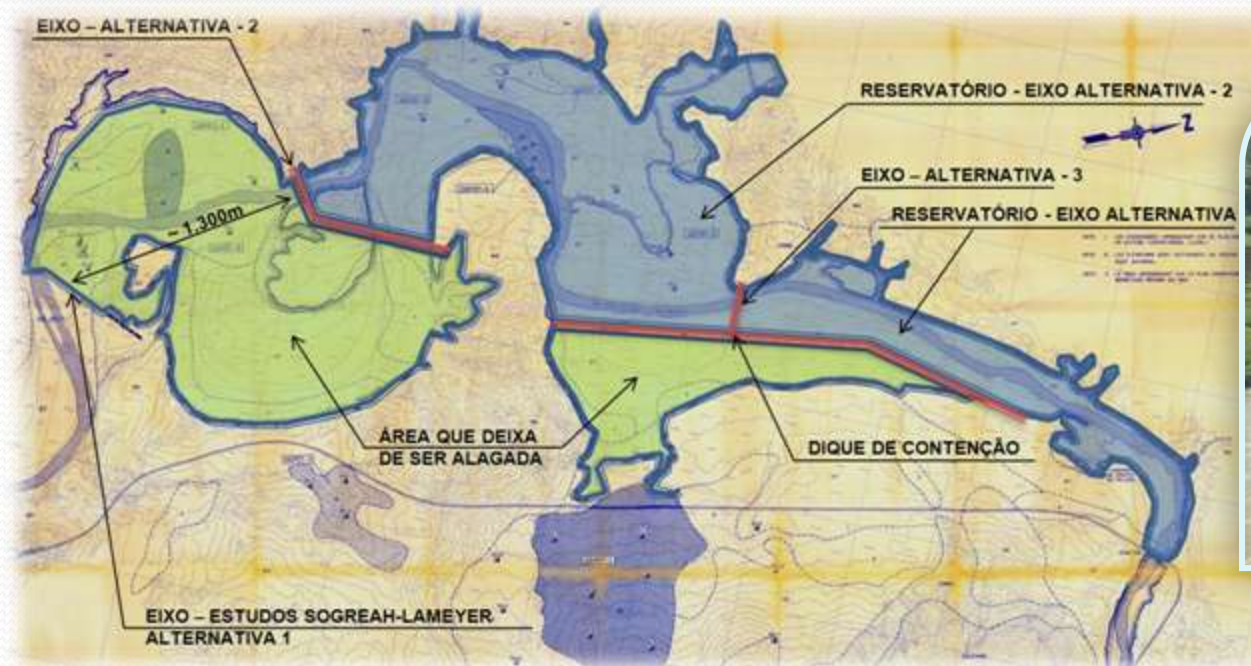 EIXO – ALTERNATIVA - 2
RESERVATÓRIO - EIXO ALTERNATIVA - 2
Z
EIXO – ALTERNATIVA - 3
RESERVATÓRIO - EIXO ALTERNATIVA
~ 1.300m
ÁREA QUE DEIXA
DE SER ALAGADA
DIQUE DE CONTENÇÃO
EIXO – ESTUDOS SOGREAH-LAMEYER
ALTERNATIVA 1